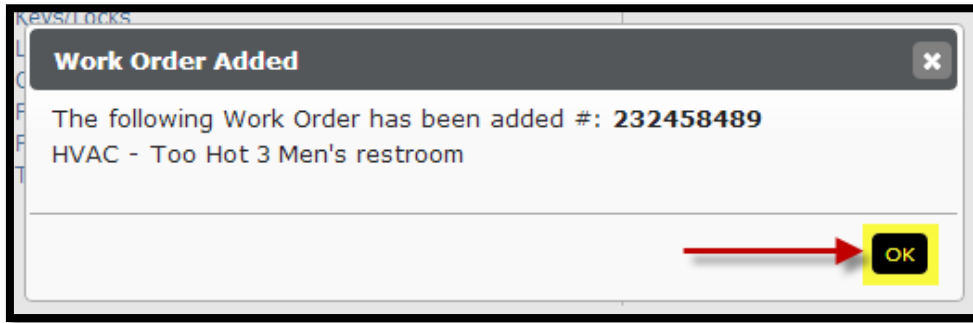 Keys/Locks
Work Order Added
The following Work Order has been added #: 232458489
HVAC - Too Hot 3 Men's restroom
OK